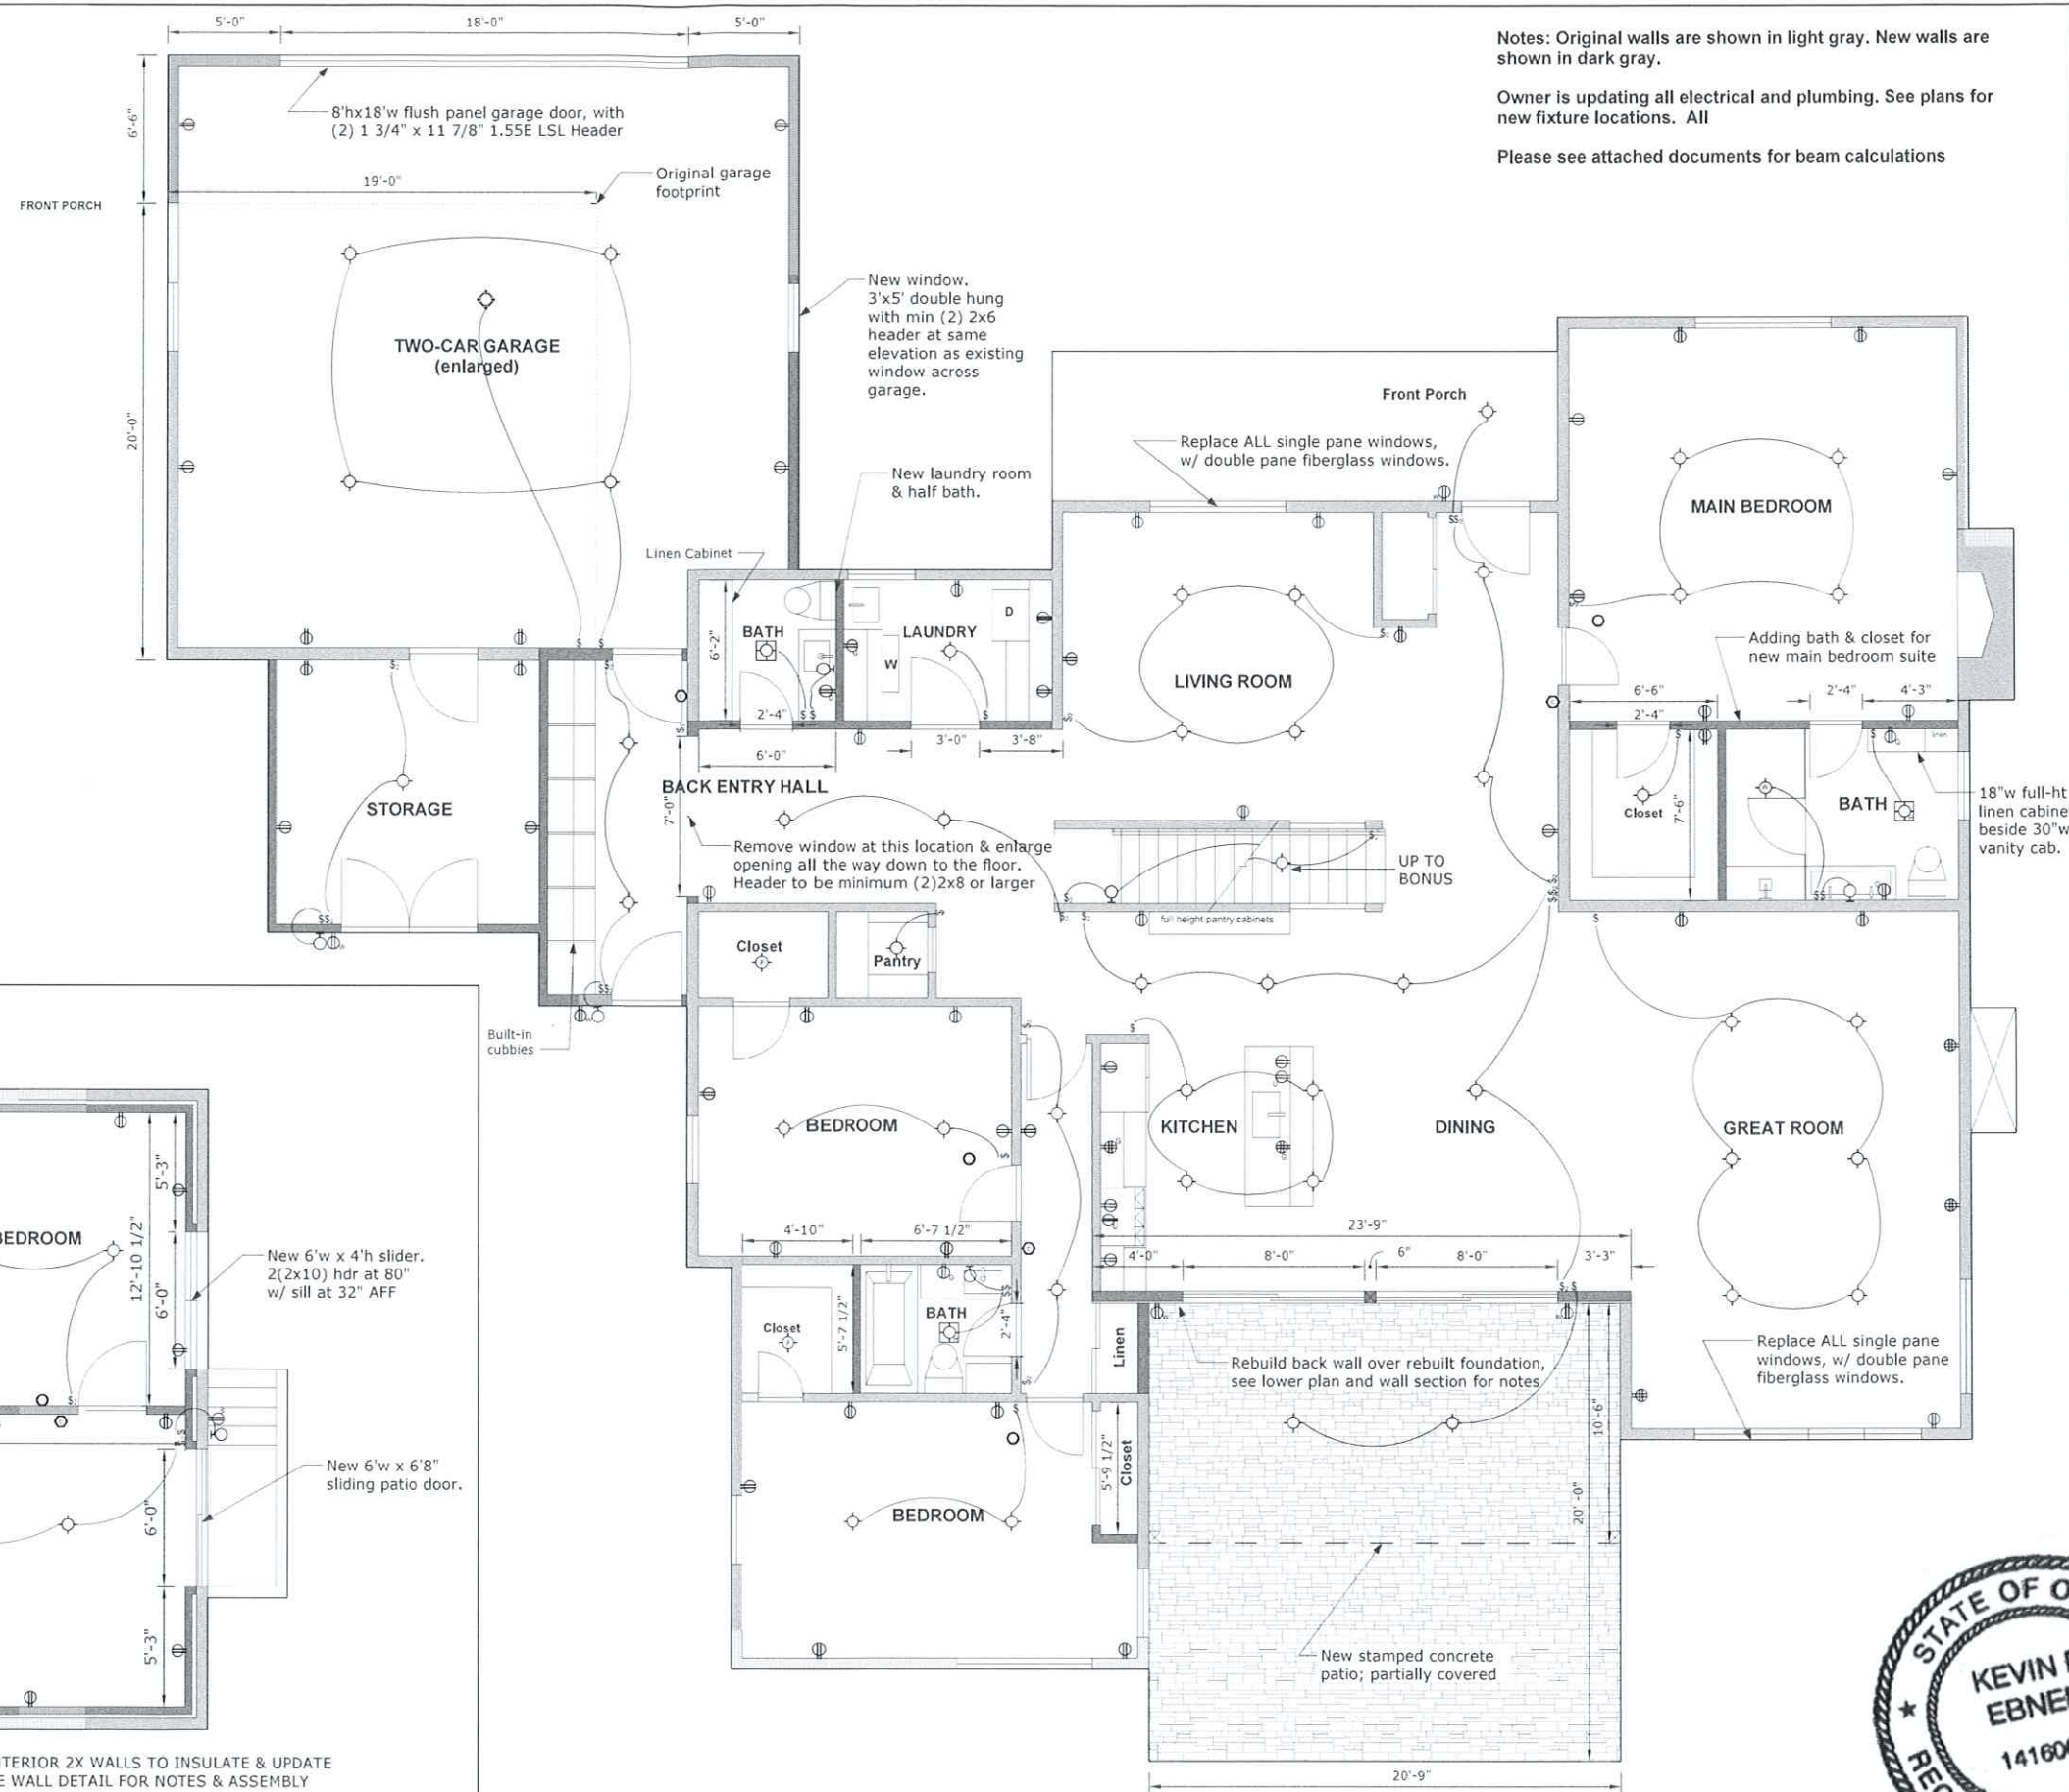 5'-0"
18'-0"
5'-0"
Notes: Original walls are shown in light gray. New walls are
shown in dark gray.
Owner is updating all electrical and plumbing. See plans for
new fixture locations.  All
Please see attached documents for beam calculations
8'hx18'w flush panel garage door, with
(2) 1 3/4" x 11 7/8" 1.55E LSL Header
6'-6"
19'-0"
Original garage
footprint
FRONT PORCH
20'-0"
TWO-CAR GARAGE
(enlarged)
New window.
3'x5' double hung
with min (2) 2x6
header at same
elevation as existing
window across
garage.
New laundry room
& half bath.
Linen Cabinet
Front Porch
Replace ALL single pane windows,
w/ double pane fiberglass windows.
MAIN BEDROOM
Adding bath & closet for
new main bedroom suite
6'-6"
2'-4"
4'-3"
2'-4"
6'-2"
BATH
LAUNDRY
D
W
2'-4"
6'-0"
3'-0"
3'-8"
LIVING ROOM
BACK ENTRY HALL
7'-0"
STORAGE
Remove window at this location & enlarge
opening all the way down to the floor.
Header to be minimum (2)2x8 or larger
UP TO
BONUS
full height pantry cabinets
Closet
7'-6"
BATH
linen
18"w full-ht
linen cabine
beside 30"w
vanity cab.
Closet
Pantry
Built-in
cubbies
BEDROOM
4'-10"
6'-7 1/2"
KITCHEN
DINING
GREAT ROOM
23'-9"
4'-0"
8'-0"
6"
8'-0"
3'-3"
Closet
5'-7 1/2"
BATH
2'-4"
Linen
Rebuild back wall over rebuilt foundation,
see lower plan and wall section for notes
Replace ALL single pane
windows, w/ double pane
fiberglass windows.
10'-6"
20' -0"
5'-9 1/2"
Closet
BEDROOM
New stamped concrete
patio; partially covered
20'-9"
5'-3"
12'-10 1/2"
EDROOM
6'-0"
New 6'w x 4'h slider.
2(2x10) hdr at 80"
w/ sill at 32" AFF
New 6'w x 6'8"
sliding patio door.
6'-0"
5'-3"
TERIOR 2X WALLS TO INSULATE & UPDATE
E WALL DETAIL FOR NOTES & ASSEMBLY
STATE OF O
KEVIN
EBNE
14160
REG